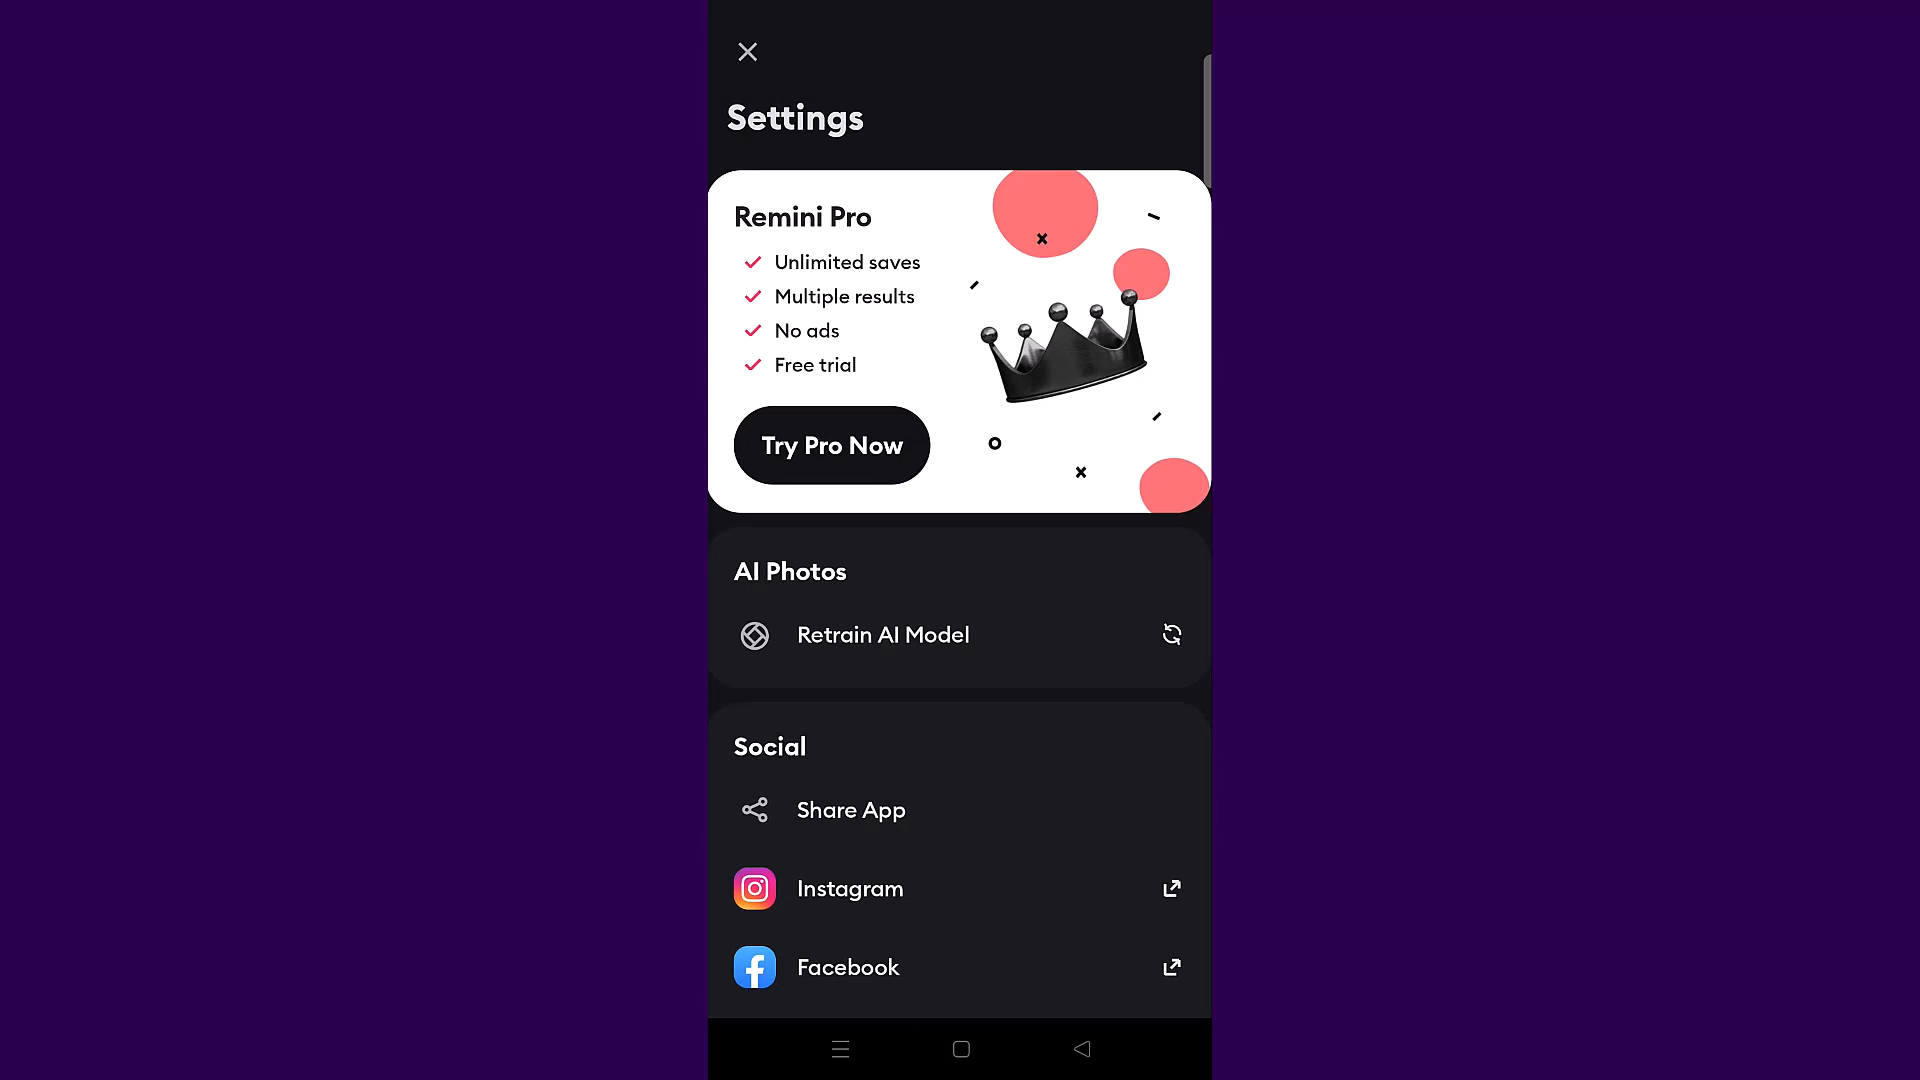 Settings
Remini Pro
Unlimited saves
Multiple results
No ads
Free trial
Try Pro Now
AI Photos
Retrain AI Model
Social
Share App
Instagram
Facebook